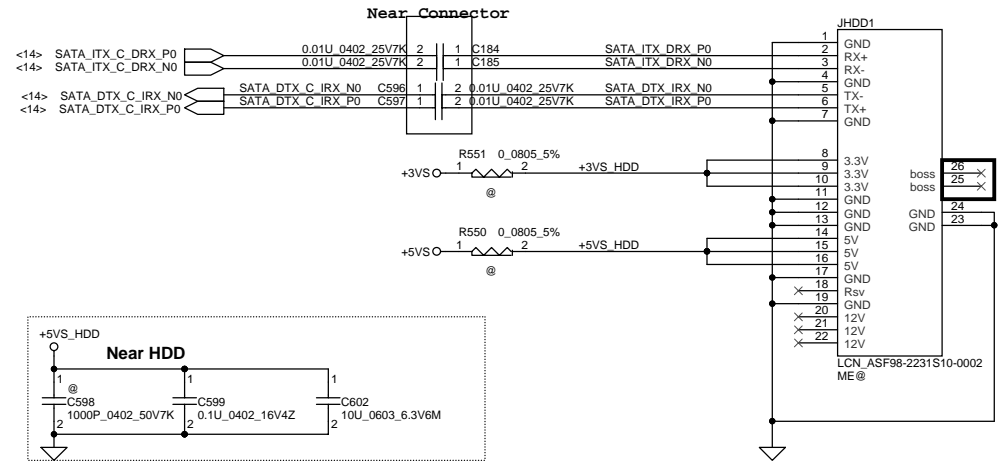 Near Connector
JHDD1
<14> SATA_ITX_C_DRX_P0 0.01U_0402_25V7K 2 1 C184 SATA_ITX_DRX_P0
<14> SATA_ITX_C_DRX_N0 0.01U_0402_25V7K 2 1 C185 SATA_ITX_DRX_N0
<14> SATA_DTX_C_IRX_N0 SATA_DTX_C_IRX_N0 C596 1 2 0.01U_0402_25V7K SATA_DTX_IRX_N0
<14> SATA_DTX_C_IRX_P0 SATA_DTX_C_IRX_P0 C597 1 2 0.01U_0402_25V7K SATA_DTX_IRX_P0
1 GND
2 RX+
3 RX-
4 GND
5 TX-
6 TX+
7 GND
R551 0_0805_5%
+3VS 1 2 +3VS_HDD
@
8 3.3V
9 3.3V
10 3.3V
11 GND
12 GND
13 GND
14 5V
15 5V
16 5V
17 GND
18 Rsv
19 GND
20 12V
21 12V
22 12V
boss 26
boss 25
GND 24
GND 23
R550 0_0805_5%
+5VS 1 2 +5VS_HDD
@
LCN_ASF98-2231S10-0002
ME@
+5VS_HDD
Near HDD
1 1 1
@
C598 C599 C602
1000P_0402_50V7K 0.1U_0402_16V4Z 10U_0603_6.3V6M
2 2 2